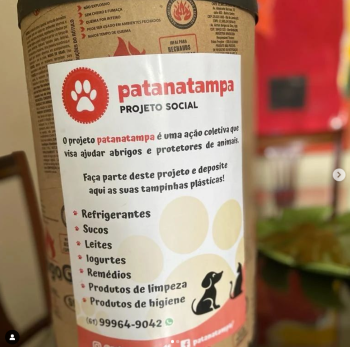 patanatampa
PROJETO SOCIAL
O projeto patanatampa é uma ação coletiva que
visa ajudar abrigos e protetores de animais.
Faça parte deste projeto e deposite
aqui as suas tampinhas plásticas!
Refrigerantes
Sucos
Leites
Iogurtes
Remédios
Produtos de limpeza
Produtos de higiene
(61) 99964-9042
patanatampa